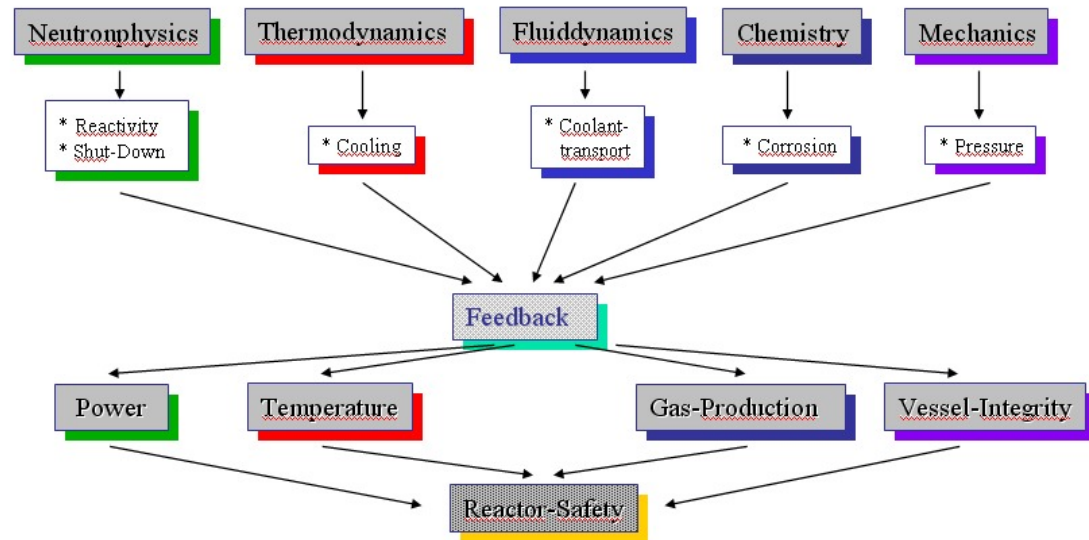 Neutronphysics
Thermodynamics
Fluiddynamics
Chemistry
Mechanics
* Reactivity
* Shut-Down
* Cooling
* Coolant-
transport
* Corrosion
* Pressure
Feedback
Power
Temperature
Gas-Production
Vessel-Integrity
Reactor-Safety